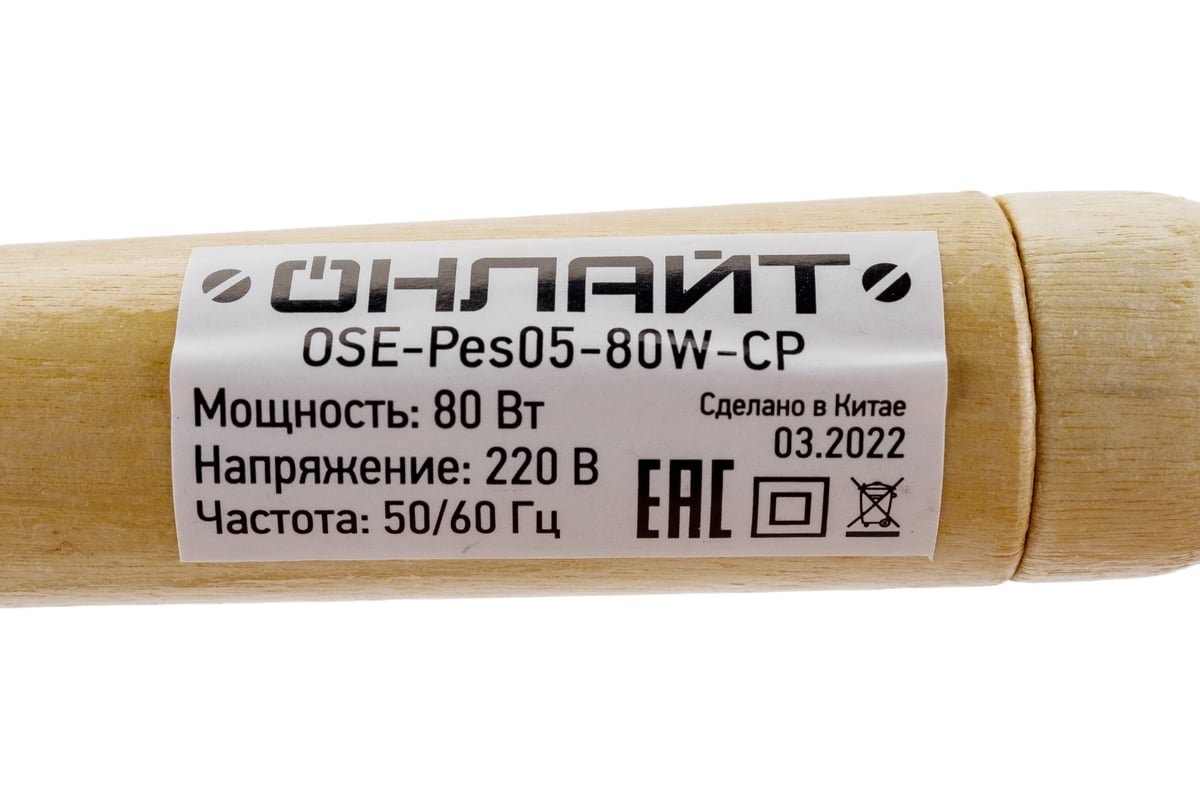 ОНЛАЙТ
OSE-Pes05-80W-CP
Мощность: 80 Вт
Напряжение: 220 В
Частота: 50/60 Гц
Сделано в Китае
03.2022
EAC